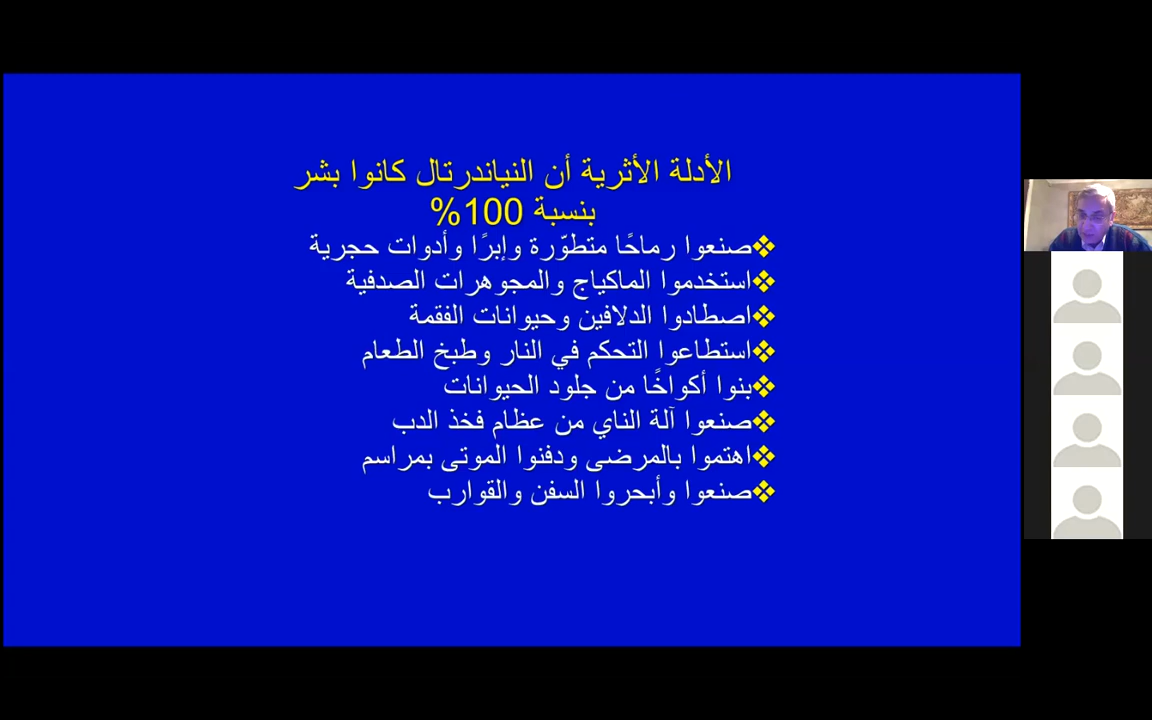 الأدلة الأثرية أن النياندرتال كانوا بشر
بنسبة 100%
❖صنعوا رماحًا متطوّرة وإبرًا وأدوات حجرية
❖استخدموا الماكياج والمجوهرات الصدفية
❖اصطادوا الدلافين وحيوانات الفقمة
❖استطاعوا التحكم في النار وطبخ الطعام
❖بنوا أكواخًا من جلود الحيوانات
❖صنعوا آلة الناي من عظام فخذ الدب
❖اهتموا بالمرضى ودفنوا الموتى بمراسم
❖صنعوا وأبحروا السفن والقوارب